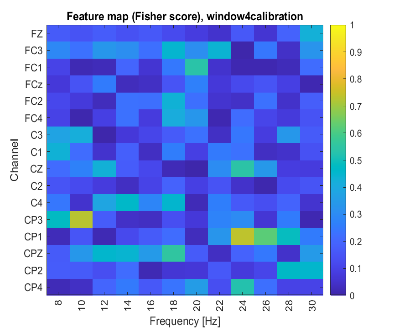 Feature map (Fisher score), window4calibration
FZ
FC3
FC1
FCz
FC2
FC4
C3
C1
CZ
C2
C4
CP3
CP1
CPZ
CP2
CP4
Channel
8 10 12 14 16 18 20 22 24 26 28 30
Frequency [Hz]
1
0.9
0.8
0.7
0.6
0.5
0.4
0.3
0.2
0.1
0